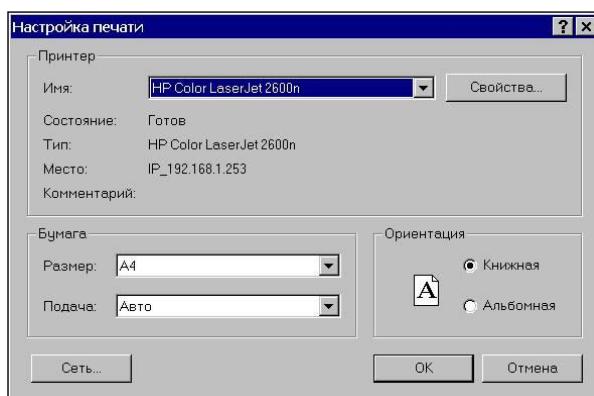 Настройка печати
Принтер
Имя: HP Color LaserJet 2600n Свойства...
Состояние: Готов
Тип: HP Color LaserJet 2600n
Место: IP_192.168.1.253
Комментарий:
Бумага
Размер: A4
Подача: Авто
Ориентация
A
Книжная
Альбомная
Сеть... OK Отмена